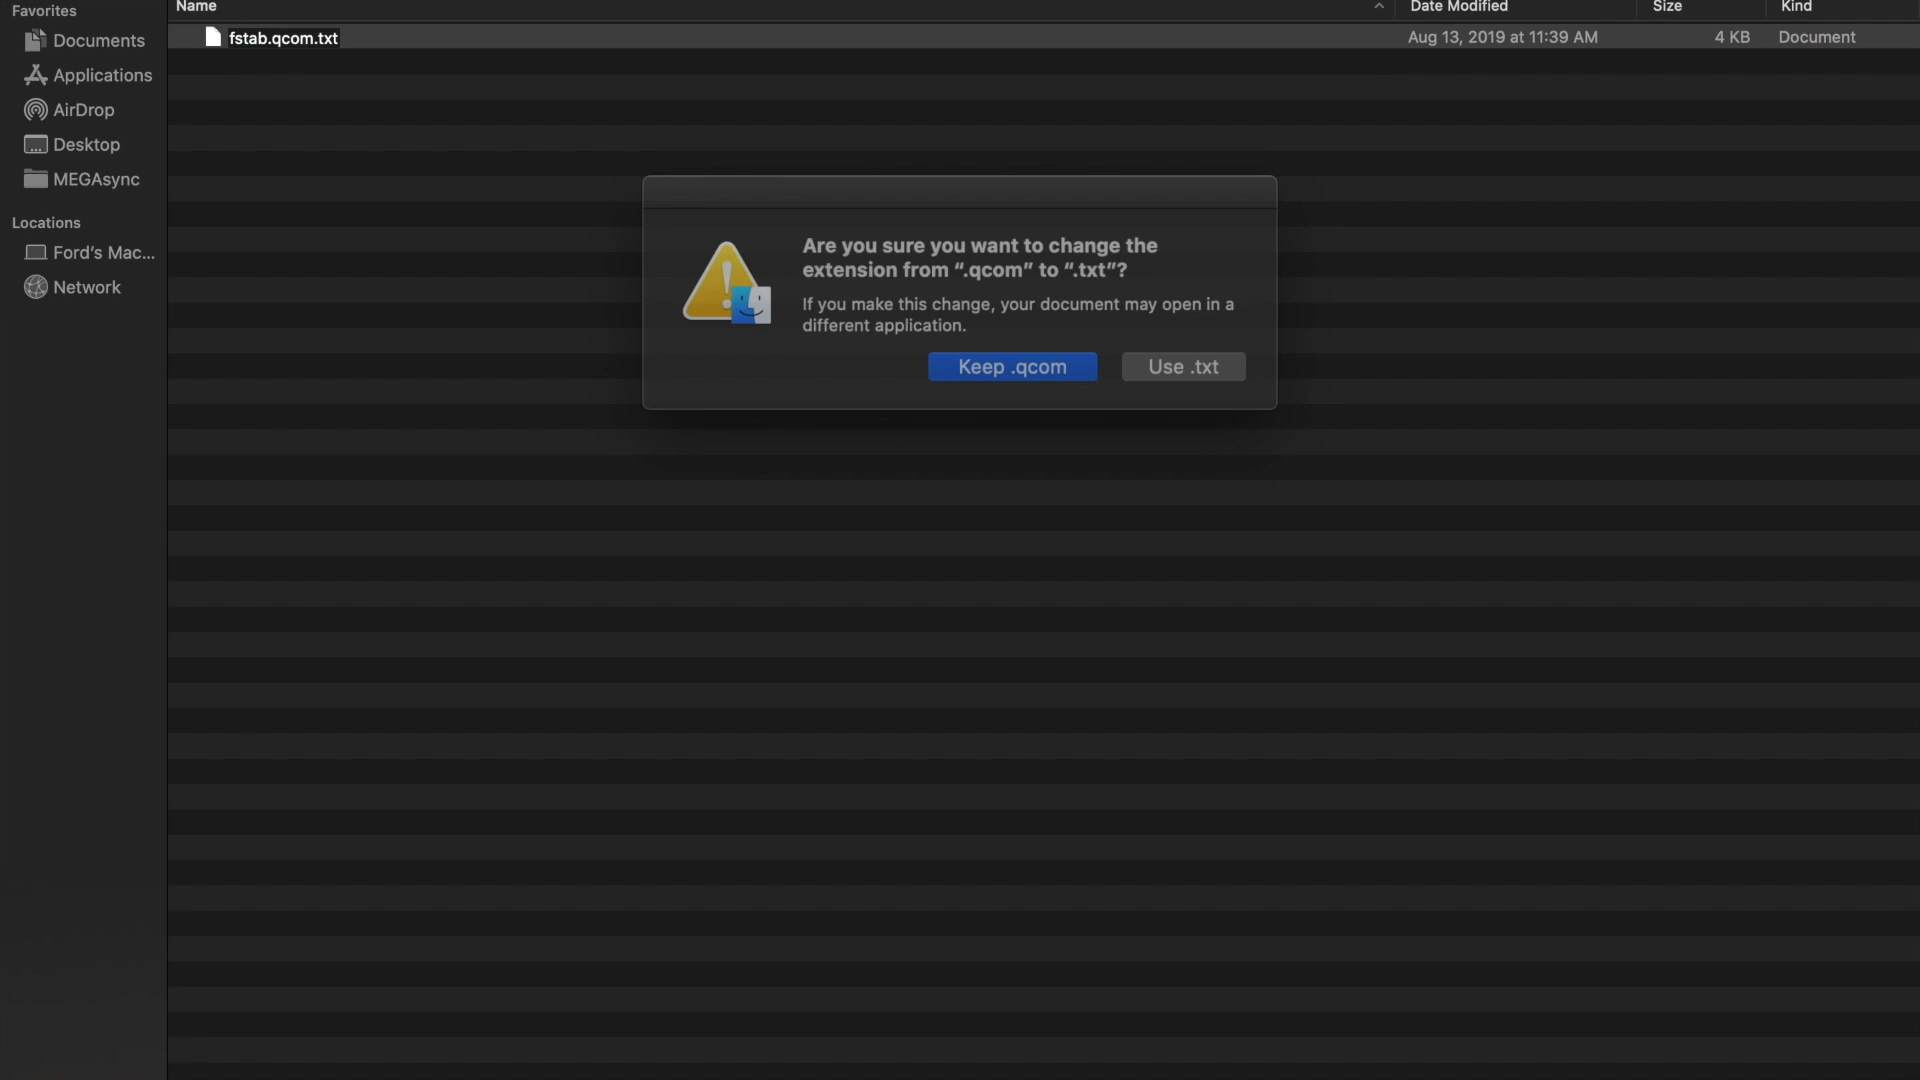 Favorites
Documents
Applications
AirDrop
Desktop
MEGAsync
Locations
Ford’s Mac...
Network
Name
Date Modified
Size
Kind
fstab.qcom.txt
Aug 13, 2019 at 11:39 AM
4 KB
Document
Are you sure you want to change the
extension from “.qcom” to “.txt”?
If you make this change, your document may open in a
different application.
Keep .qcom
Use .txt